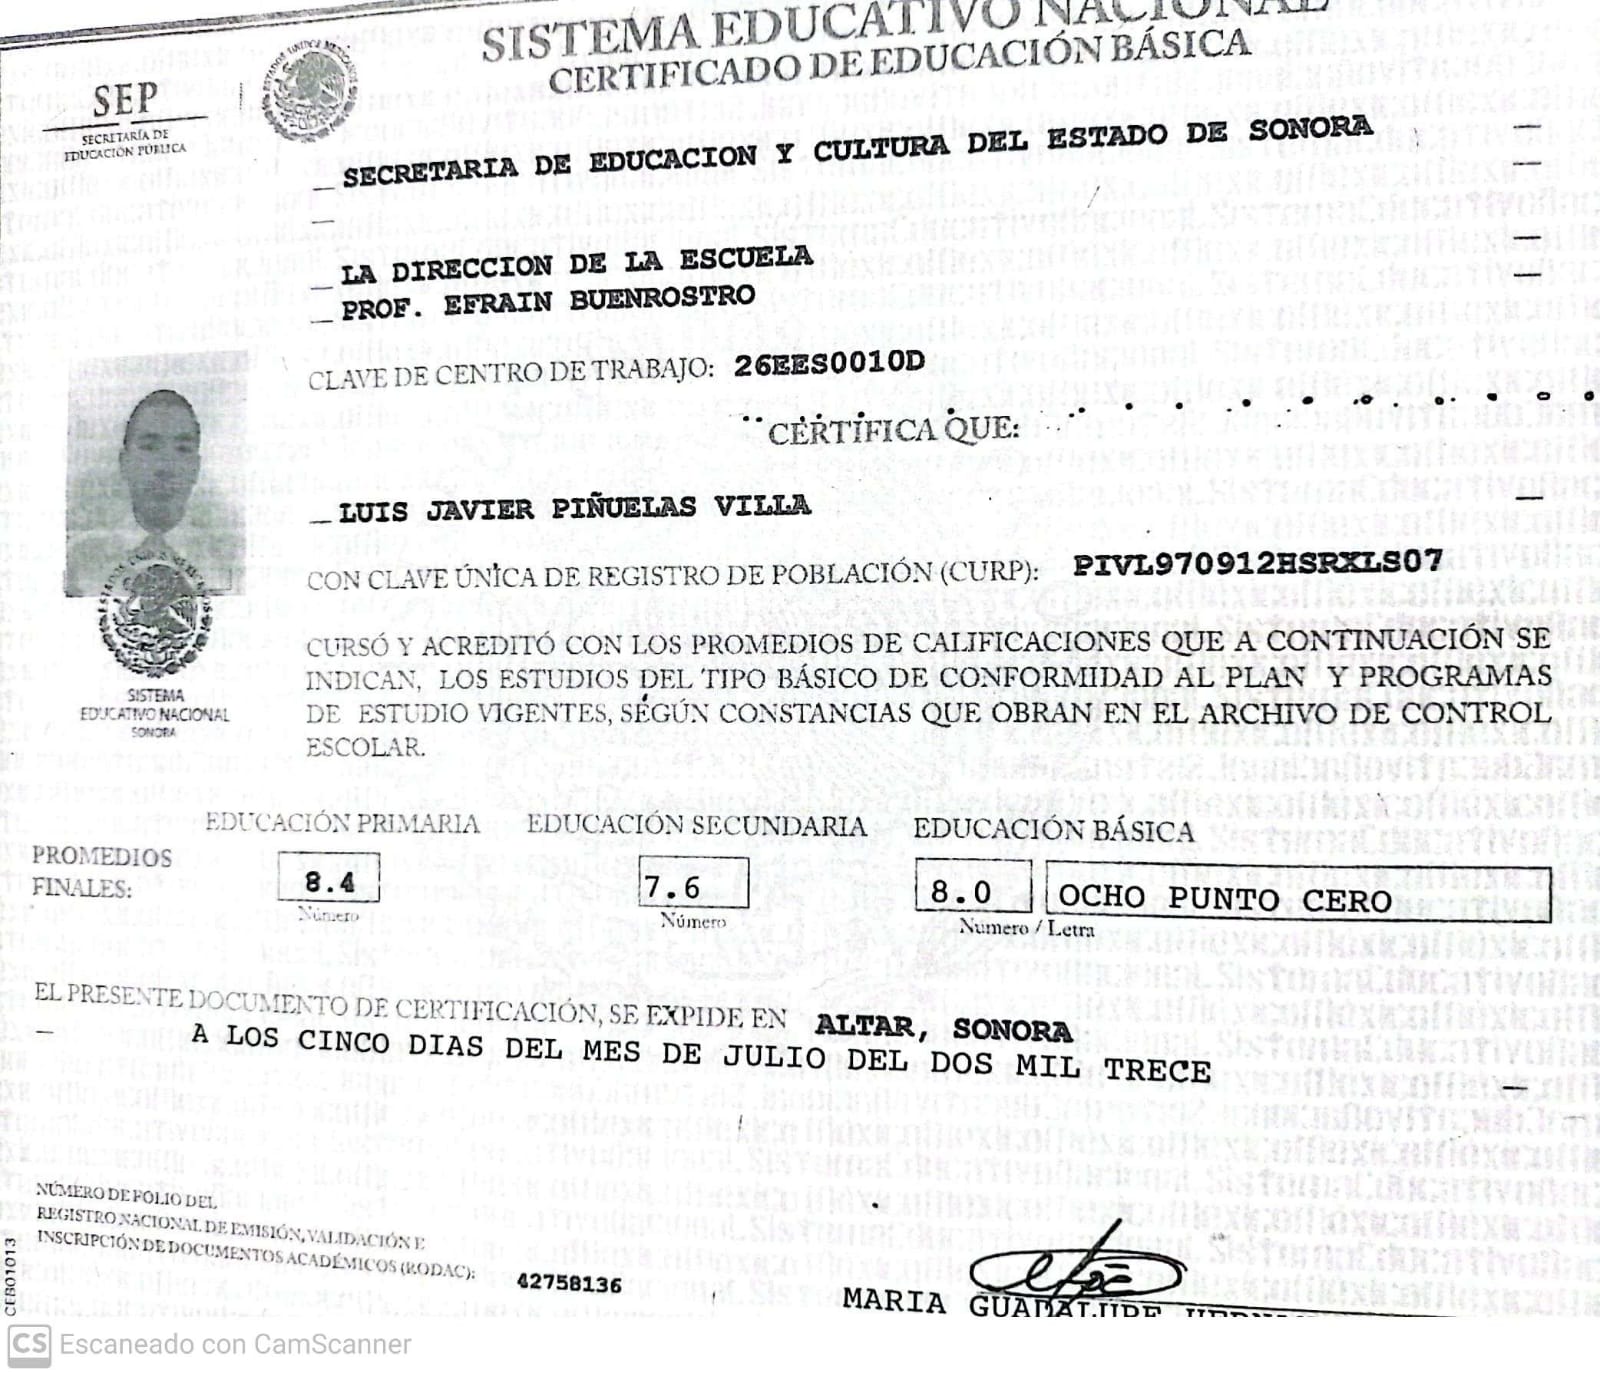 SISTEMA EDUCATIVO NACIONAL
CERTIFICADO DE EDUCACIÓN BÁSICA
SEP
SECRETARÍA DE
EDUCACIÓN PÚBLICA
SECRETARIA DE EDUCACION Y CULTURA DEL ESTADO DE SONORA
LA DIRECCION DE LA ESCUELA
PROF. EFRAIN BUENROSTRO
CLAVE DE CENTRO DE TRABAJO: 26EES0010D
CERTIFICA QUE:
LUIS JAVIER PIÑUELAS VILLA
CON CLAVE ÚNICA DE REGISTRO DE POBLACIÓN (CURP): PIVL970912HSRXLS07
CURSÓ Y ACREDITÓ CON LOS PROMEDIOS DE CALIFICACIONES QUE A CONTINUACIÓN SE
INDICAN, LOS ESTUDIOS DEL TIPO BÁSICO DE CONFORMIDAD AL PLAN Y PROGRAMAS
DE ESTUDIO VIGENTES, SEGÚN CONSTANCIAS QUE OBRAN EN EL ARCHIVO DE CONTROL
ESCOLAR.
SISTEMA
EDUCATIVO NACIONAL
SONORA
EDUCACIÓN PRIMARIA EDUCACIÓN SECUNDARIA EDUCACIÓN BÁSICA
PROMEDIOS
FINALES:
8.4 7.6 8.0 OCHO PUNTO CERO
Número Número Número / Letra
EL PRESENTE DOCUMENTO DE CERTIFICACIÓN, SE EXPIDE EN ALTAR, SONORA
A LOS CINCO DIAS DEL MES DE JULIO DEL DOS MIL TRECE
NÚMERO DE FOLIO DEL
REGISTRO NACIONAL DE EMISIÓN, VALIDACIÓN E
INSCRIPCIÓN DE DOCUMENTOS ACADÉMICOS (RODAC): 42758136
MARIA GUADALUPE
CEB01013
CS Escaneado con CamScanner